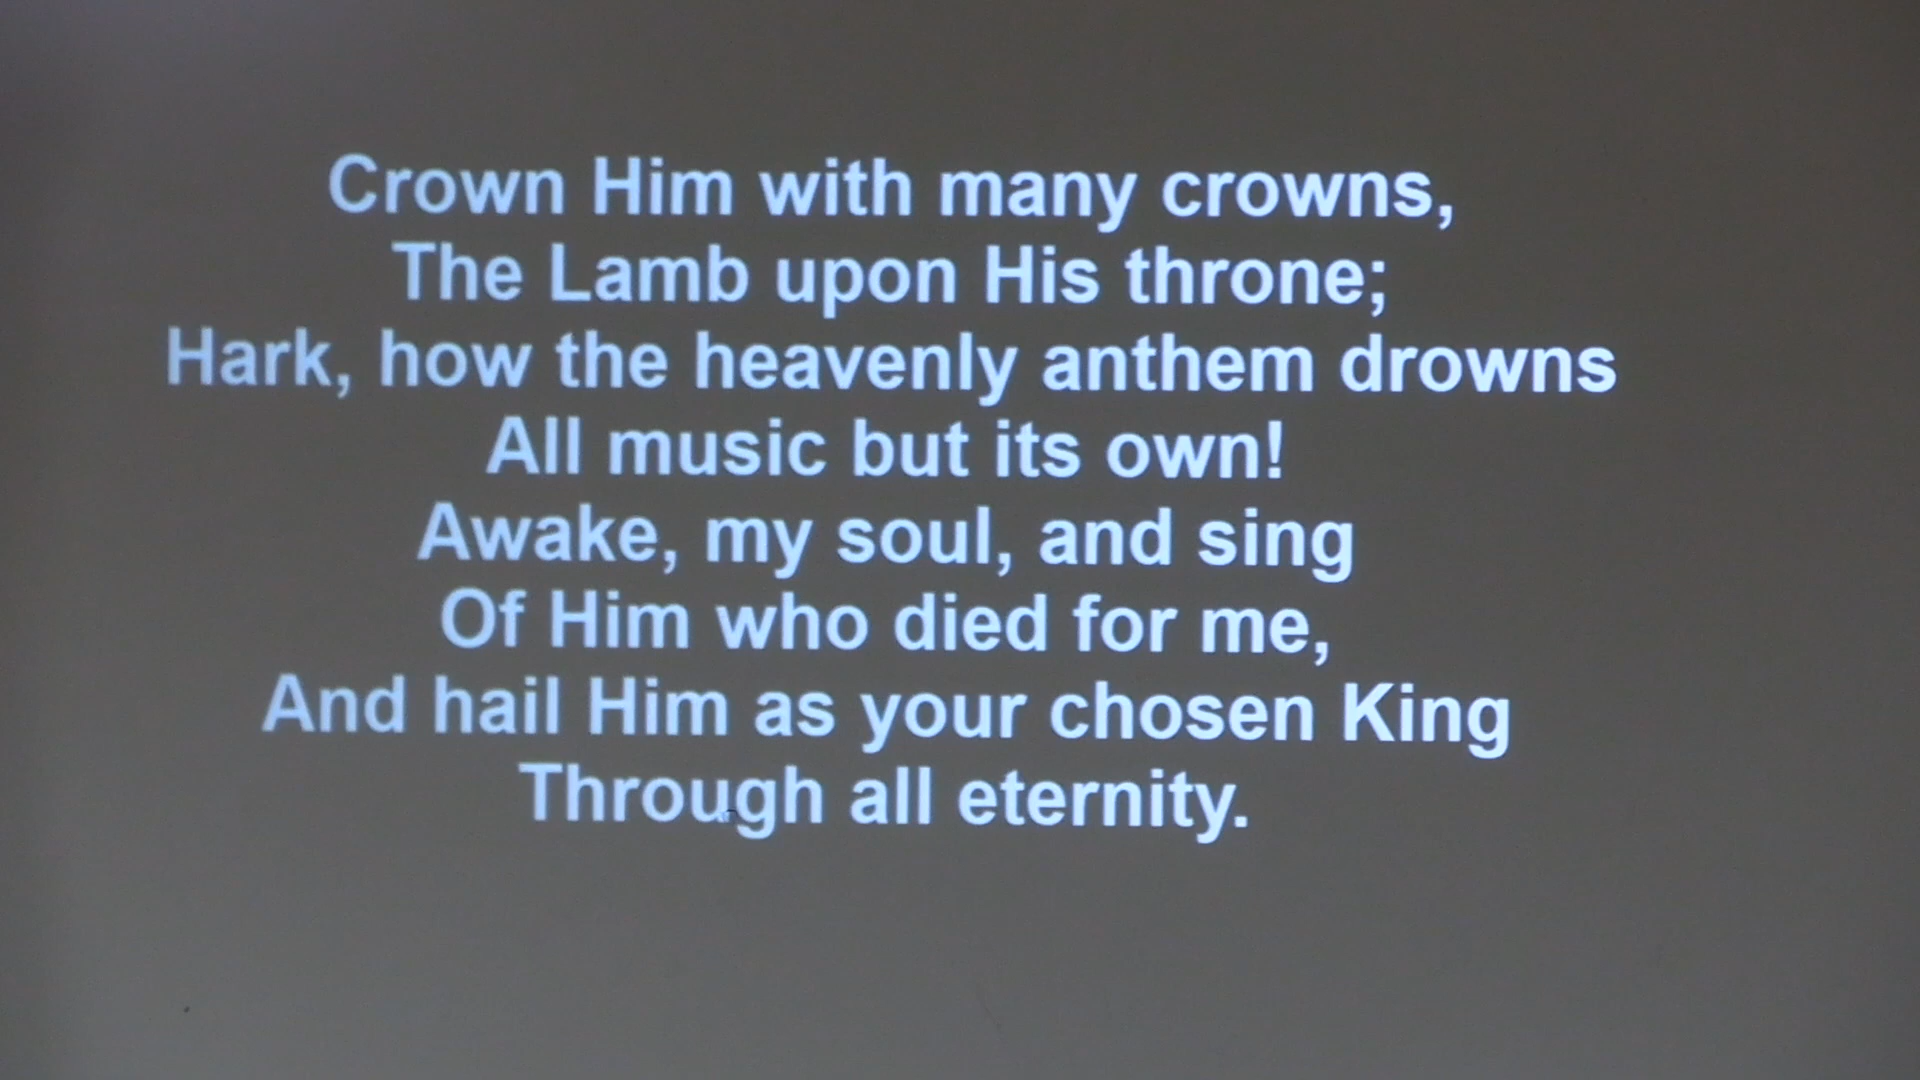 Crown Him with many crowns,
The Lamb upon His throne;
Hark, how the heavenly anthem drowns
All music but its own!
Awake, my soul, and sing
Of Him who died for me,
And hail Him as your chosen King
Through all eternity.